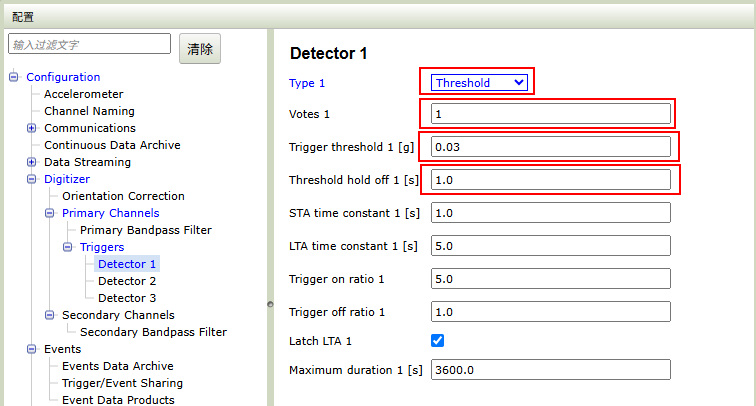 配置
输入过滤文字
清除
Configuration
Accelerometer
Channel Naming
Communications
Continuous Data Archive
Data Streaming
Digitizer
Orientation Correction
Primary Channels
Primary Bandpass Filter
Triggers
Detector 1
Detector 2
Detector 3
Secondary Channels
Secondary Bandpass Filter
Events
Events Data Archive
Trigger/Event Sharing
Event Data Products
Detector 1
Type 1 Threshold
Votes 1 1
Trigger threshold 1 [g] 0.03
Threshold hold off 1 [s] 1.0
STA time constant 1 [s] 1.0
LTA time constant 1 [s] 5.0
Trigger on ratio 1 5.0
Trigger off ratio 1 1.0
Latch LTA 1
Maximum duration 1 [s] 3600.0